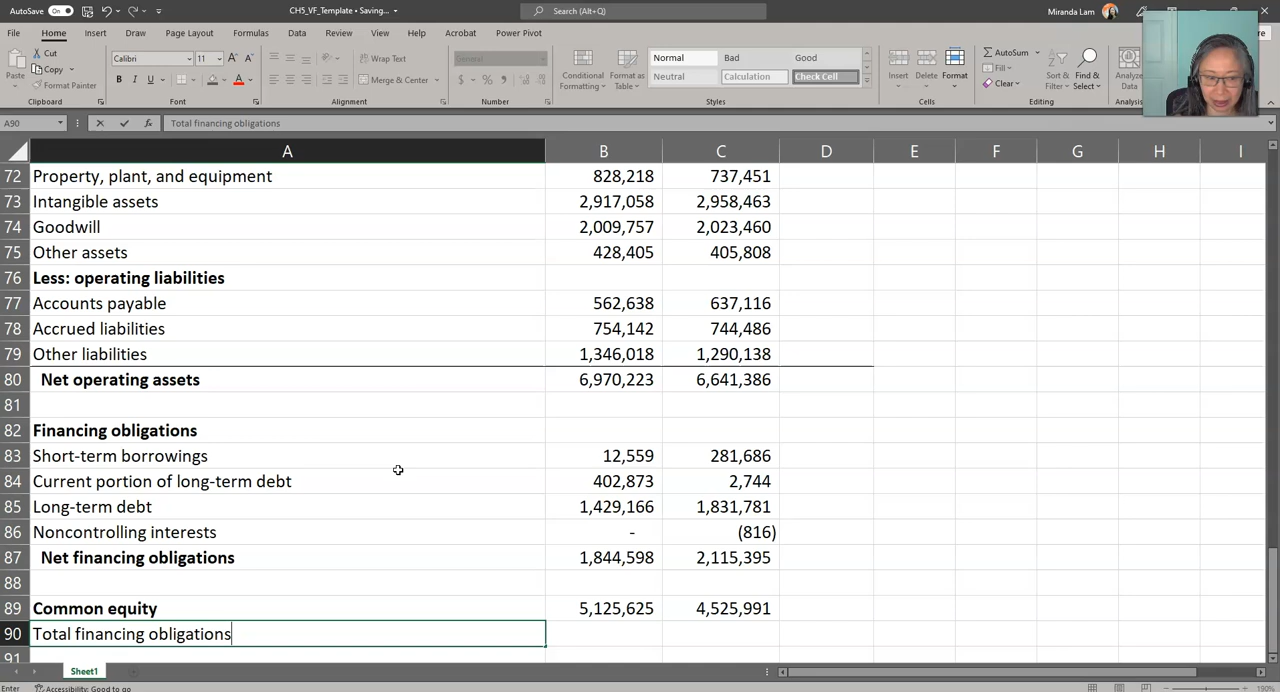 AutoSave On CH5_VF_Template • Saving... Search (Alt+Q) Miranda Lam
File Home Insert Draw Page Layout Formulas Data Review View Help Acrobat Power Pivot
Paste Cut Copy Format Painter Calibri 11 B I U Wrap Text Merge & Center General $ % Conditional Formatting Format as Table Normal Bad Good Neutral Calculation Check Cell Insert Delete Format AutoSum Fill Clear Sort & Filter Find & Select Analyze Data
Clipboard Font Alignment Number Styles Cells Editing Analysis
A90 fx Total financing obligations
A B C D E F G H I
72 Property, plant, and equipment 828,218 737,451
73 Intangible assets 2,917,058 2,958,463
74 Goodwill 2,009,757 2,023,460
75 Other assets 428,405 405,808
76 Less: operating liabilities
77 Accounts payable 562,638 637,116
78 Accrued liabilities 754,142 744,486
79 Other liabilities 1,346,018 1,290,138
80 Net operating assets 6,970,223 6,641,386
81
82 Financing obligations
83 Short-term borrowings 12,559 281,686
84 Current portion of long-term debt 402,873 2,744
85 Long-term debt 1,429,166 1,831,781
86 Noncontrolling interests - (816)
87 Net financing obligations 1,844,598 2,115,395
88
89 Common equity 5,125,625 4,525,991
90 Total financing obligations
91
Sheet1
Enter Accessibility: Good to go 190%